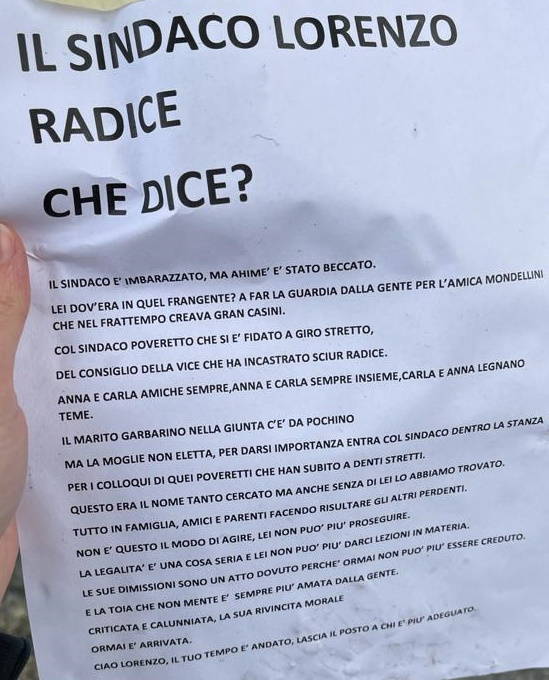 IL SINDACO LORENZO
RADICE
CHE DICE?
IL SINDACO E' IMBARAZZATO, MA AHIME' E' STATO BECCATO.
LEI DOV'ERA IN QUEL FRANGENTE? A FAR LA GUARDIA DALLA GENTE PER L'AMICA MONDELLINI
CHE NEL FRATTEMPO CREAVA GRAN CASINI.
COL SINDACO POVERETTO CHE SI E' FIDATO A GIRO STRETTO,
DEL CONSIGLIO DELLA VICE CHE HA INCASTRATO SCIUR RADICE.
ANNA E CARLA AMICHE SEMPRE,ANNA E CARLA SEMPRE INSIEME,CARLA E ANNA LEGNANO
TEME.
IL MARITO GARBARINO NELLA GIUNTA C'E' DA POCHINO
MA LA MOGLIE NON ELETTA, PER DARSI IMPORTANZA ENTRA COL SINDACO DENTRO LA STANZA
PER I COLLOQUI DI QUEI POVERETTI CHE HAN SUBITO A DENTI STRETTI.
QUESTO ERA IL NOME TANTO CERCATO MA ANCHE SENZA DI LEI LO ABBIAMO TROVATO.
TUTTO IN FAMIGLIA, AMICI E PARENTI FACENDO RISULTARE GLI ALTRI PERDENTI.
NON E' QUESTO IL MODO DI AGIRE, LEI NON PUO' PIU' PROSEGUIRE.
LA LEGALITA' E' UNA COSA SERIA E LEI NON PUO' PIU' DARCI LEZIONI IN MATERIA.
LE SUE DIMISSIONI SONO UN ATTO DOVUTO PERCHE' ORMAI NON PUO' PIU' ESSERE CREDUTO.
E LA TOIA CHE NON MENTE E' SEMPRE PIU' AMATA DALLA GENTE.
CRITICATA E CALUNNIATA, LA SUA RIVINCITA MORALE
ORMAI E' ARRIVATA.
CIAO LORENZO, IL TUO TEMPO E' ANDATO, LASCIA IL POSTO A CHI E' PIU' ADEGUATO.